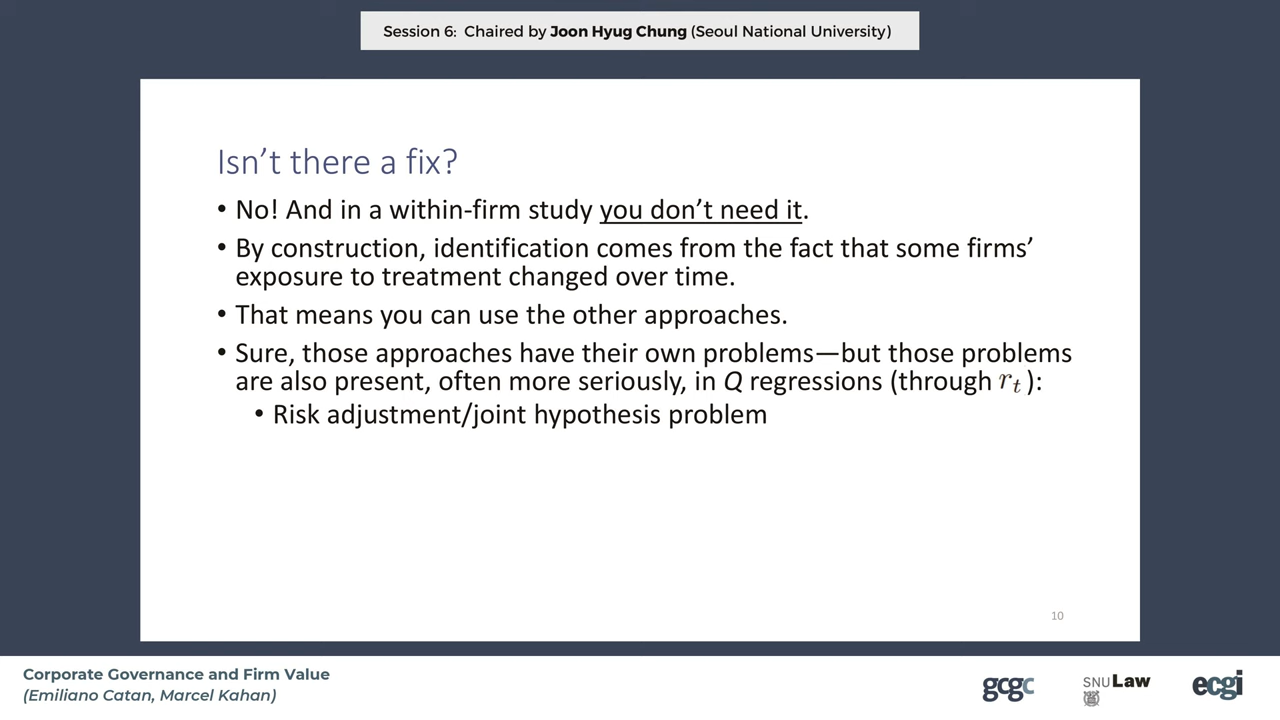 Session 6: Chaired by Joon Hyug Chung (Seoul National University)
Isn’t there a fix?
• No! And in a within-firm study you don’t need it.
• By construction, identification comes from the fact that some firms’
exposure to treatment changed over time.
• That means you can use the other approaches.
• Sure, those approaches have their own problems—but those problems
are also present, often more seriously, in Q regressions (through r_t):
• Risk adjustment/joint hypothesis problem
10
Corporate Governance and Firm Value
(Emiliano Catan, Marcel Kahan)
gcgc
SNU Law
ecgi